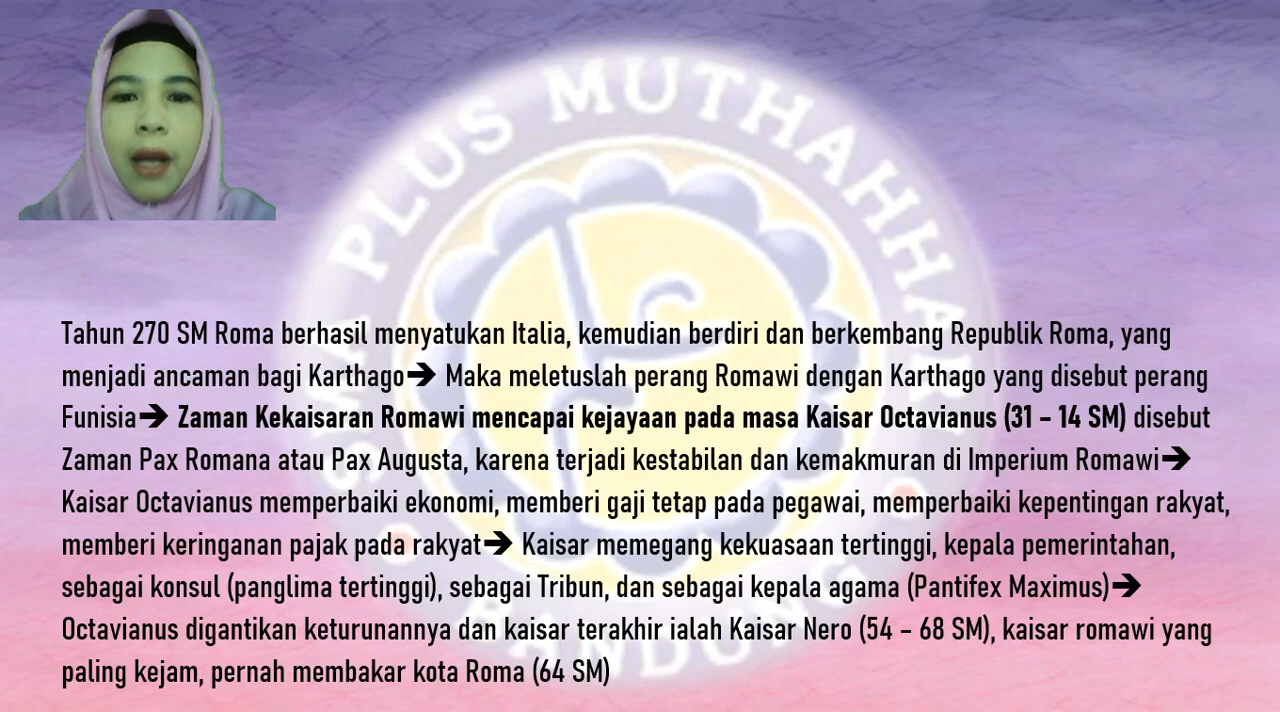 SMA PLUS MUTHAHHARI
BANDUNG
Tahun 270 SM Roma berhasil menyatukan Italia, kemudian berdiri dan berkembang Republik Roma, yang
menjadi ancaman bagi Karthago➔ Maka meletuslah perang Romawi dengan Karthago yang disebut perang
Funisia➔ Zaman Kekaisaran Romawi mencapai kejayaan pada masa Kaisar Octavianus (31 – 14 SM) disebut
Zaman Pax Romana atau Pax Augusta, karena terjadi kestabilan dan kemakmuran di Imperium Romawi➔
Kaisar Octavianus memperbaiki ekonomi, memberi gaji tetap pada pegawai, memperbaiki kepentingan rakyat,
memberi keringanan pajak pada rakyat➔ Kaisar memegang kekuasaan tertinggi, kepala pemerintahan,
sebagai konsul (panglima tertinggi), sebagai Tribun, dan sebagai kepala agama (Pantifex Maximus)➔
Octavianus digantikan keturunannya dan kaisar terakhir ialah Kaisar Nero (54 – 68 SM), kaisar romawi yang
paling kejam, pernah membakar kota Roma (64 SM)